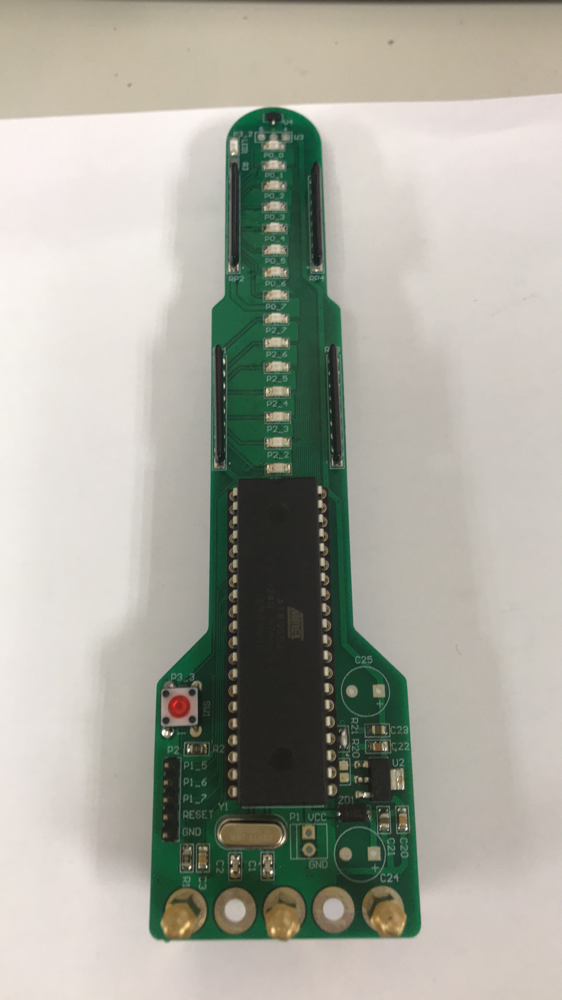 U4
P3_2
U3
LED1
P0_0
R3
P0_1
P0_2
P0_3
P0_4
P0_5
P0_6
RP2
RP4
P0_7
P2_7
P2_6
P2_5
P2_4
P2_3
P2_2
ATMEL
C25
+
P3_3
SW1
R21
C23
R2
R20
C22
P2
P1_5
U2
P1_6
P1_7
ZD1
Y1
RESET
P1
VCC
GND
C21
C20
GND
C2
C1
+
R1
C3
C24